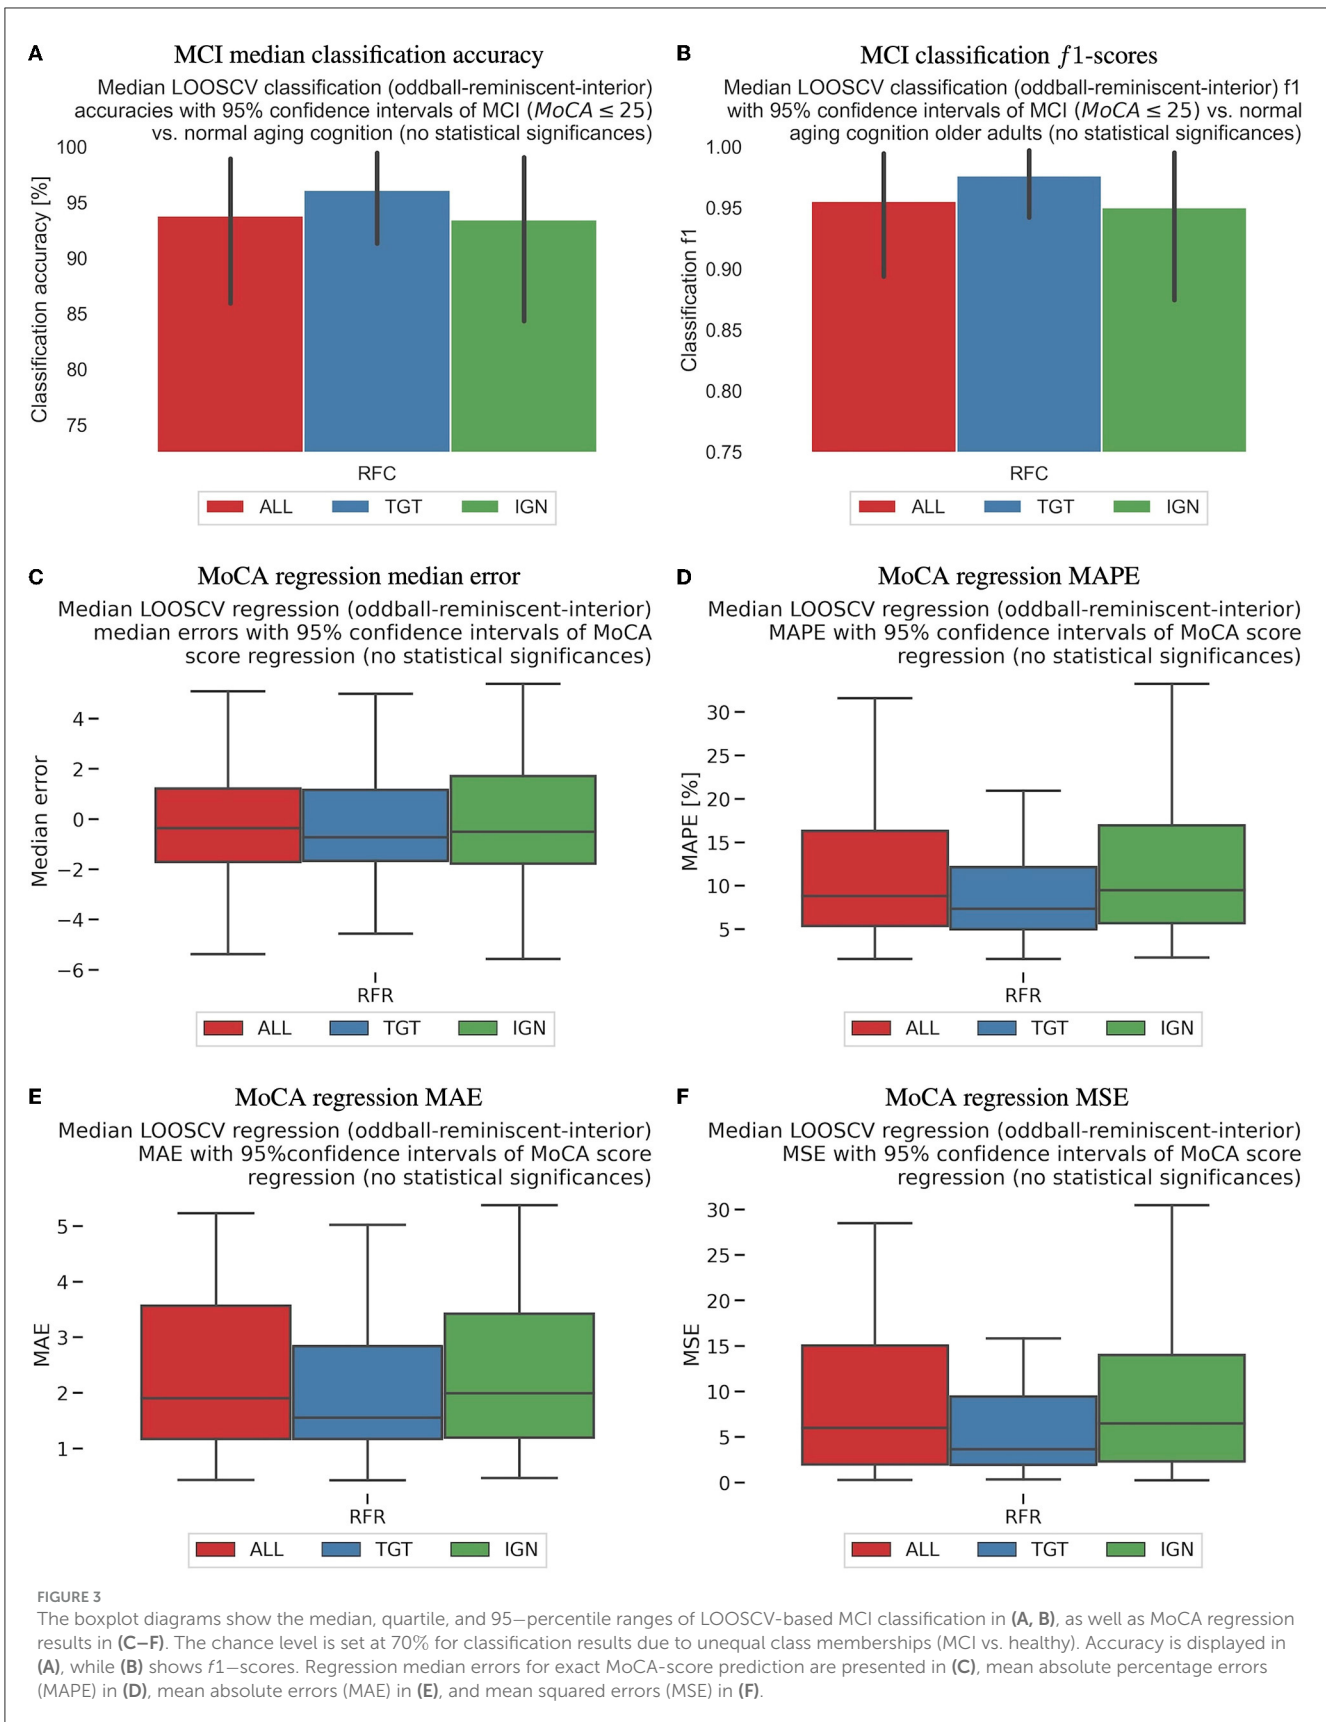 A MCI median classification accuracy
Median LOOSCV classification (oddball-reminiscent-interior)
accuracies with 95% confidence intervals of MCI (MoCA ≤ 25)
vs. normal aging cognition (no statistical significances)
100
95
90
85
80
75
Classification accuracy [%]
RFC
ALL TGT IGN
B MCI classification f1-scores
Median LOOSCV classification (oddball-reminiscent-interior) f1
with 95% confidence intervals of MCI (MoCA ≤ 25) vs. normal
aging cognition older adults (no statistical significances)
1.00
0.95
0.90
0.85
0.80
0.75
Classification f1
RFC
ALL TGT IGN
C MoCA regression median error
Median LOOSCV regression (oddball-reminiscent-interior)
median errors with 95% confidence intervals of MoCA
score regression (no statistical significances)
4
2
0
−2
−4
−6
Median error
RFR
ALL TGT IGN
D MoCA regression MAPE
Median LOOSCV regression (oddball-reminiscent-interior)
MAPE with 95% confidence intervals of MoCA score
regression (no statistical significances)
30
25
20
15
10
5
MAPE [%]
RFR
ALL TGT IGN
E MoCA regression MAE
Median LOOSCV regression (oddball-reminiscent-interior)
MAE with 95%confidence intervals of MoCA score
regression (no statistical significances)
5
4
3
2
1
MAE
RFR
ALL TGT IGN
F MoCA regression MSE
Median LOOSCV regression (oddball-reminiscent-interior)
MSE with 95% confidence intervals of MoCA score
regression (no statistical significances)
30
25
20
15
10
5
0
MSE
RFR
ALL TGT IGN
FIGURE 3
The boxplot diagrams show the median, quartile, and 95−percentile ranges of LOOSCV-based MCI classification in (A, B), as well as MoCA regression
results in (C–F). The chance level is set at 70% for classification results due to unequal class memberships (MCI vs. healthy). Accuracy is displayed in
(A), while (B) shows f1−scores. Regression median errors for exact MoCA-score prediction are presented in (C), mean absolute percentage errors
(MAPE) in (D), mean absolute errors (MAE) in (E), and mean squared errors (MSE) in (F).